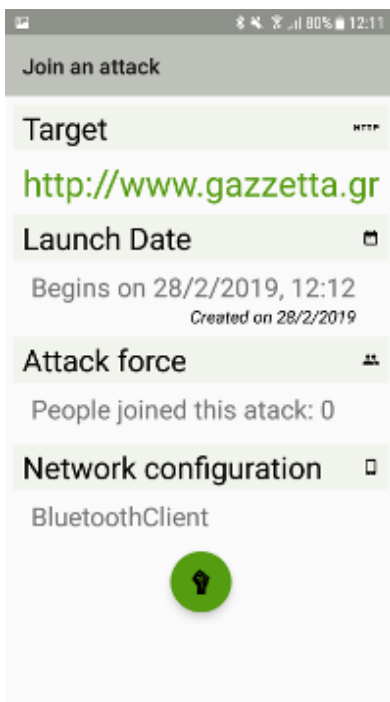 80% 12:11
Join an attack
Target HTTP
http://www.gazzetta.gr
Launch Date
Begins on 28/2/2019, 12:12
Created on 28/2/2019
Attack force
People joined this atack: 0
Network configuration
BluetoothClient